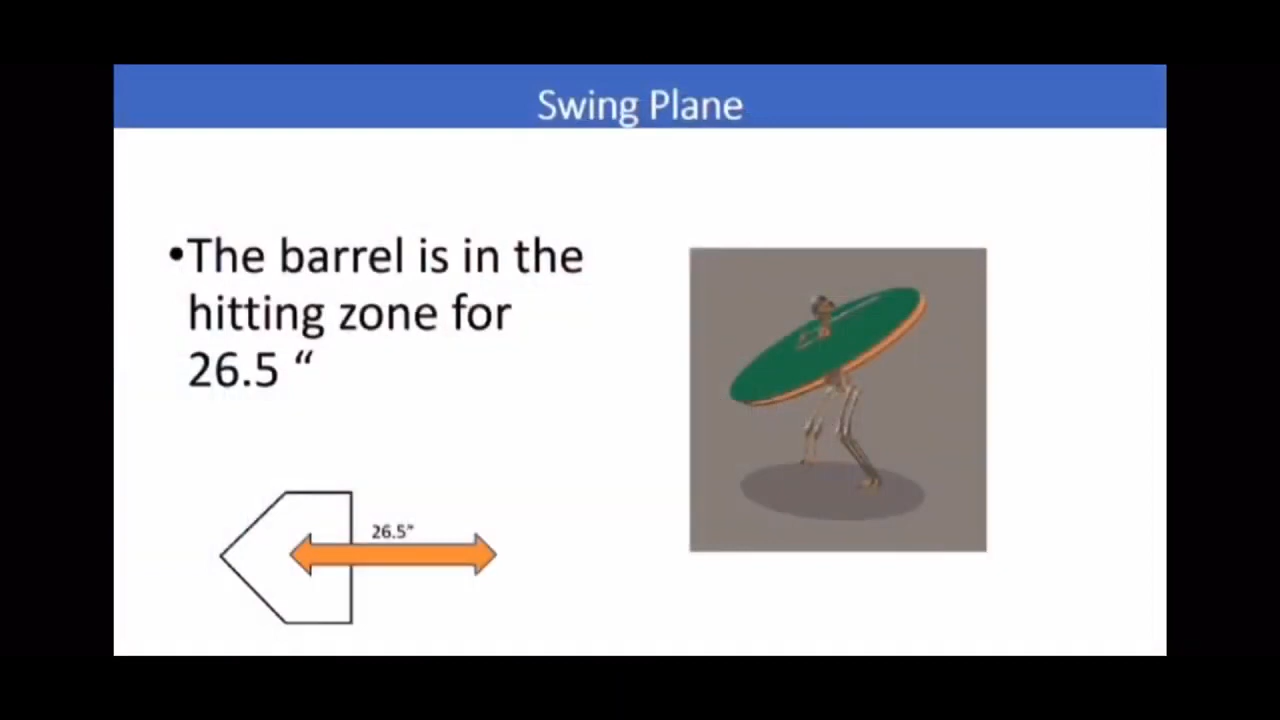 Swing Plane
•The barrel is in the
hitting zone for
26.5 “
26.5”